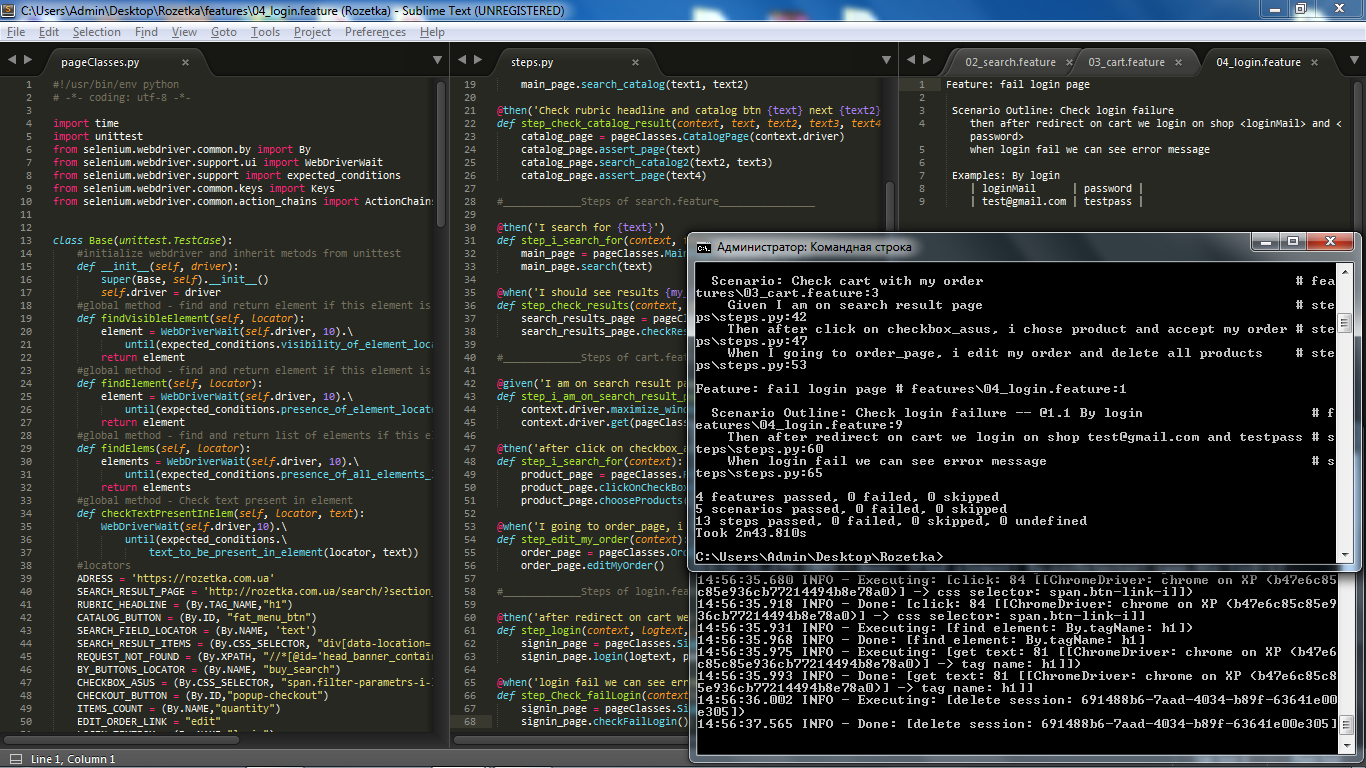 C:\Users\Admin\Desktop\Rozetka\features\04_login.feature (Rozetka) - Sublime Text (UNREGISTERED)
File Edit Selection Find View Goto Tools Project Preferences Help
pageClasses.py
1 #!/usr/bin/env python
2 # -*- coding: utf-8 -*-
3
4 import time
5 import unittest
6 from selenium.webdriver.common.by import By
7 from selenium.webdriver.support.ui import WebDriverWait
8 from selenium.webdriver.support import expected_conditions
9 from selenium.webdriver.common.keys import Keys
10 from selenium.webdriver.common.action_chains import ActionChains
11
12
13 class Base(unittest.TestCase):
14 #initialize webdriver and inherit metods from unittest
15 def __init__(self, driver):
16 super(Base, self).__init__()
17 self.driver = driver
18 #global method - find and return element if this element is
19 def findVisibleElement(self, locator):
20 element = WebDriverWait(self.driver, 10).\
21 until(expected_conditions.visibility_of_element_loca
22 return element
23 #global method - find and return element if this element is
24 def findElement(self, locator):
25 element = WebDriverWait(self.driver, 10).\
26 until(expected_conditions.presence_of_element_locate
27 return element
28 #global method - find and return list of elements if this e
29 def findElems(self, locator):
30 elements = WebDriverWait(self.driver, 10).\
31 until(expected_conditions.presence_of_all_elements_
32 return elements
33 #global method - Check text present in element
34 def checkTextPresentInElem(self, locator, text):
35 WebDriverWait(self.driver,10).\
36 until(expected_conditions.\
37 text_to_be_present_in_element(locator, text))
38 #locators
39 ADRESS = 'https://rozetka.com.ua'
40 SEARCH_RESULT_PAGE = 'http://rozetka.com.ua/search/?section_
41 RUBRIC_HEADLINE = (By.TAG_NAME,"h1")
42 CATALOG_BUTTON = (By.ID, "fat_menu_btn")
43 SEARCH_FIELD_LOCATOR = (By.NAME, 'text')
44 SEARCH_RESULT_ITEMS = (By.CSS_SELECTOR, "div[data-location=
45 REQUEST_NOT_FOUND = (By.XPATH, "//*[@id='head_banner_contai
46 BY_BUTTONS_LOCATOR = (By.NAME, "buy_search")
47 CHECKBOX_ASUS = (By.CSS_SELECTOR, "span.filter-parametrs-i-
48 CHECKOUT_BUTTON = (By.ID,"popup-checkout")
49 ITEMS_COUNT = (By.NAME,"quantity")
50 EDIT_ORDER_LINK = "edit"
steps.py
19 main_page.search_catalog(text1, text2)
20
21 @then('Check rubric headline and catalog btn {text} next {text2}
22 def step_check_catalog_result(context, text, text2, text3, text4
23 catalog_page = pageClasses.CatalogPage(context.driver)
24 catalog_page.assert_page(text)
25 catalog_page.search_catalog2(text2, text3)
26 catalog_page.assert_page(text4)
27
28 #_____________Steps of search.feature________________
29
30 @then('I search for {text}')
31 def step_i_search_for(context, t
32 main_page = pageClasses.Main
33 main_page.search(text)
34
35 @when('I should see results {my_
36 def step_check_results(context,
37 search_results_page = pageCl
38 search_results_page.checkRes
39
40 #_____________Steps of cart.feat
41
42 @given('I am on search result pa
43 def step_i_am_on_search_result_p
44 context.driver.maximize_wind
45 context.driver.get(pageClass
46
47 @then('after click on checkbox_a
48 def step_i_search_for(context):
49 product_page = pageClasses.
50 product_page.clickOnCheckBox
51 product_page.chooseProducts(
52
53 @when('I going to order_page, i
54 def step_edit_my_order(context):
55 order_page = pageClasses.Ord
56 order_page.editMyOrder()
57
58 #_____________Steps of login.fea
59
60 @then('after redirect on cart we
61 def step_login(context, logtext,
62 signin_page = pageClasses.Si
63 signin_page.login(logtext, p
64
65 @when('login fail we can see err
66 def step_Check_failLogin(context
67 signin_page = pageClasses.Si
68 signin_page.checkFailLogin()
02_search.feature 03_cart.feature 04_login.feature
1 Feature: fail login page
2
3 Scenario Outline: Check login failure
4 then after redirect on cart we login on shop <loginMail> and <
password>
5 when login fail we can see error message
6
7 Examples: By login
8 | loginMail | password |
9 | test@gmail.com | testpass |
Администратор: Командная строка
Scenario: Check cart with my order # fea
tures\03_cart.feature:3
Given I am on search result page # ste
ps\steps.py:42
Then after click on checkbox_asus, i chose product and accept my order # ste
ps\steps.py:47
When I going to order_page, i edit my order and delete all products # ste
ps\steps.py:53
Feature: fail login page # features\04_login.feature:1
Scenario Outline: Check login failure -- @1.1 By login # f
eatures\04_login.feature:9
Then after redirect on cart we login on shop test@gmail.com and testpass # s
teps\steps.py:60
When login fail we can see error message # s
teps\steps.py:65
4 features passed, 0 failed, 0 skipped
5 scenarios passed, 0 failed, 0 skipped
13 steps passed, 0 failed, 0 skipped, 0 undefined
Took 2m43.810s
C:\Users\Admin\Desktop\Rozetka>
14:56:35.680 INFO - Executing: [click: 84 [[ChromeDriver: chrome on XP (b47e6c85
c85e936cb77214494b8e78a0)] -> css selector: span.btn-link-i]])
14:56:35.918 INFO - Done: [click: 84 [[ChromeDriver: chrome on XP (b47e6c85c85e9
36cb77214494b8e78a0)] -> css selector: span.btn-link-i]]
14:56:35.931 INFO - Executing: [find element: By.tagName: h1])
14:56:35.968 INFO - Done: [find element: By.tagName: h1]
14:56:35.975 INFO - Executing: [get text: 81 [[ChromeDriver: chrome on XP (b47e6
c85c85e936cb77214494b8e78a0)] -> tag name: h1]])
14:56:35.993 INFO - Done: [get text: 81 [[ChromeDriver: chrome on XP (b47e6c85c8
5e936cb77214494b8e78a0)] -> tag name: h1]]
14:56:36.002 INFO - Executing: [delete session: 691488b6-7aad-4034-b89f-63641e00
e305])
14:56:37.565 INFO - Done: [delete session: 691488b6-7aad-4034-b89f-63641e00e305]
Line 1, Column 1